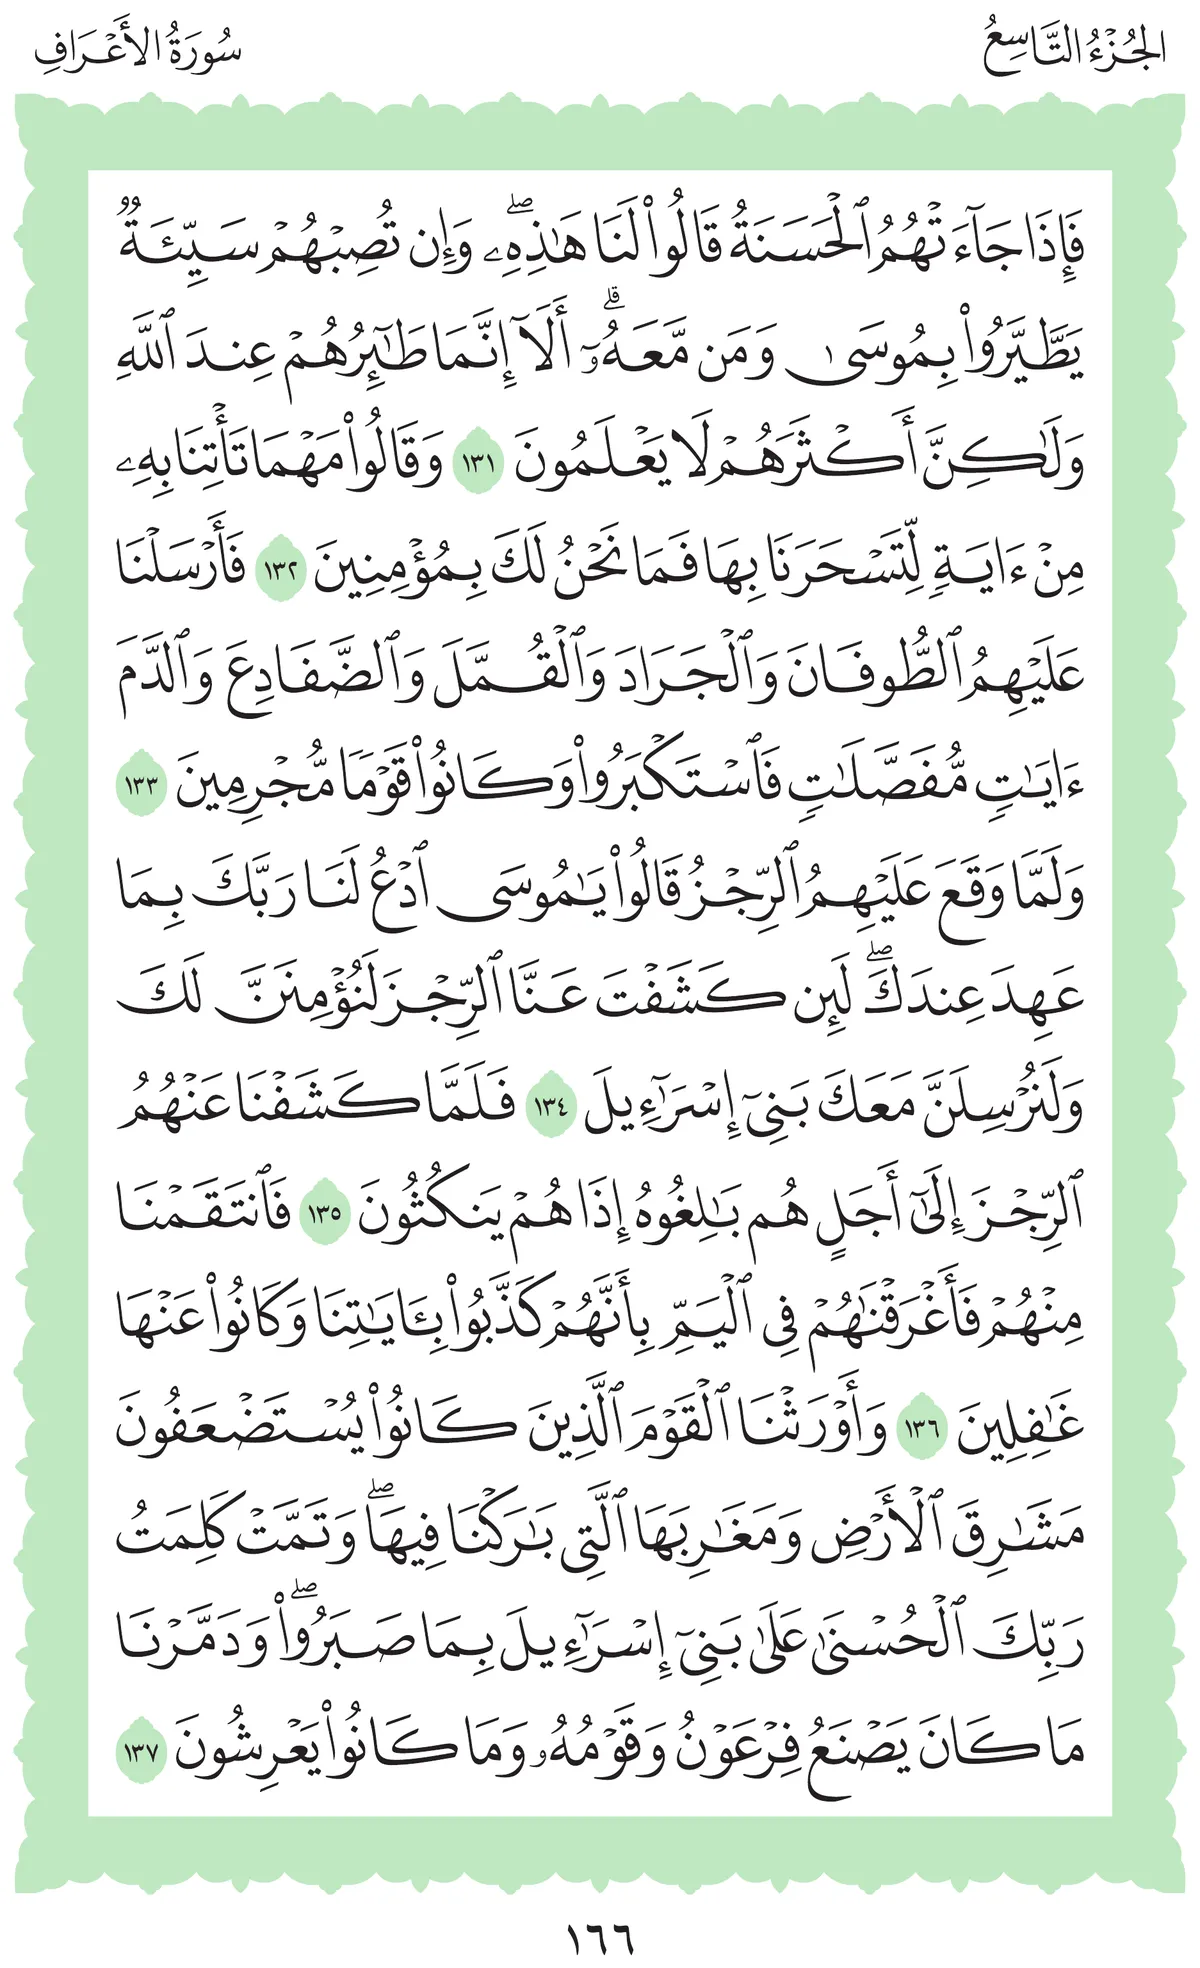 الجُزْءُ التَّاسِعُ
سُورَةُ الأَعْرَافِ
فَإِذَا جَآءَتْهُمُ ٱلْحَسَنَةُ قَالُوا۟ لَنَا هَـٰذِهِۦ ۖ وَإِن تُصِبْهُمْ سَيِّئَةٌۭ
يَطَّيَّرُوا۟ بِمُوسَىٰ وَمَن مَّعَهُۥٓ ۗ أَلَآ إِنَّمَا طَـٰٓئِرُهُمْ عِندَ ٱللَّهِ
وَلَـٰكِنَّ أَكْثَرَهُمْ لَا يَعْلَمُونَ ١٣١ وَقَالُوا۟ مَهْمَا تَأْتِنَا بِهِۦ
مِنْ ءَايَةٍۢ لِّتَسْحَرَنَا بِهَا فَمَا نَحْنُ لَكَ بِمُؤْمِنِينَ ١٣٢ فَأَرْسَلْنَا
عَلَيْهِمُ ٱلطُّوفَانَ وَٱلْجَرَادَ وَٱلْقُمَّلَ وَٱلضَّفَادِعَ وَٱلدَّمَ
ءَايَـٰتٍۢ مُّفَصَّلَـٰتٍۢ فَٱسْتَكْبَرُوا۟ وَكَانُوا۟ قَوْمًۭا مُّجْرِمِينَ ١٣٣
وَلَمَّا وَقَعَ عَلَيْهِمُ ٱلرِّجْزُ قَالُوا۟ يَـٰمُوسَى ٱدْعُ لَنَا رَبَّكَ بِمَا
عَهِدَ عِندَكَ ۖ لَئِن كَشَفْتَ عَنَّا ٱلرِّجْزَ لَنُؤْمِنَنَّ لَكَ
وَلَنُرْسِلَنَّ مَعَكَ بَنِىٓ إِسْرَٰٓءِيلَ ١٣٤ فَلَمَّا كَشَفْنَا عَنْهُمُ
ٱلرِّجْزَ إِلَىٰٓ أَجَلٍ هُم بَـٰلِغُوهُ إِذَا هُمْ يَنكُثُونَ ١٣٥ فَٱنتَقَمْنَا
مِنْهُمْ فَأَغْرَقْنَـٰهُمْ فِى ٱلْيَمِّ بِأَنَّهُمْ كَذَّبُوا۟ بِـَٔايَـٰتِنَا وَكَانُوا۟ عَنْهَا
غَـٰفِلِينَ ١٣٦ وَأَوْرَثْنَا ٱلْقَوْمَ ٱلَّذِينَ كَانُوا۟ يُسْتَضْعَفُونَ
مَشَـٰرِقَ ٱلْأَرْضِ وَمَغَـٰرِبَهَا ٱلَّتِى بَـٰرَكْنَا فِيهَا ۖ وَتَمَّتْ كَلِمَتُ
رَبِّكَ ٱلْحُسْنَىٰ عَلَىٰ بَنِىٓ إِسْرَٰٓءِيلَ بِمَا صَبَرُوا۟ ۖ وَدَمَّرْنَا
مَا كَانَ يَصْنَعُ فِرْعَوْنُ وَقَوْمُهُۥ وَمَا كَانُوا۟ يَعْرِشُونَ ١٣٧
١٦٦